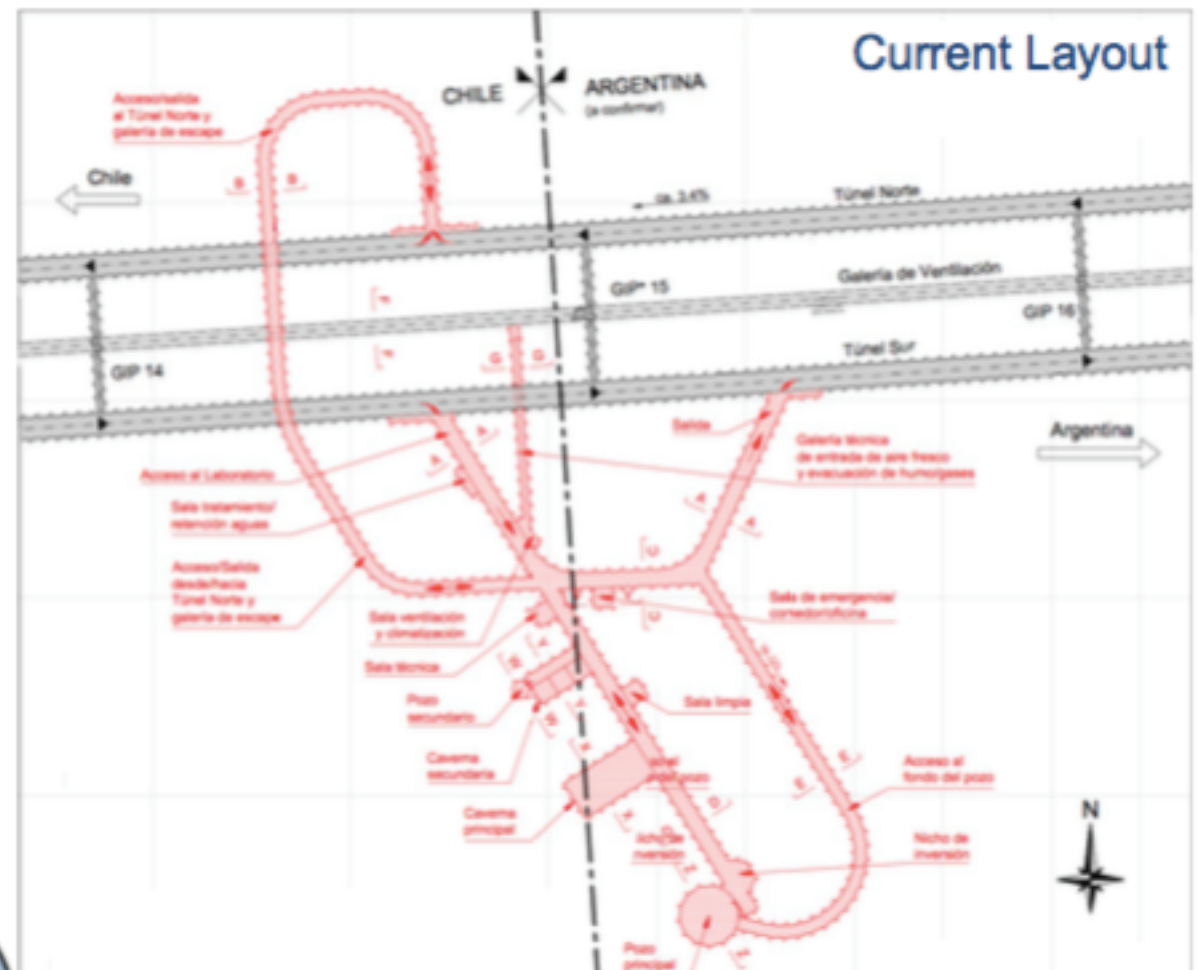 Current Layout
CHILE
ARGENTINA
(a confirmar)
Acceso/salida
al Túnel Norte y
galería de escape
Chile
B
B
ca. 3.4%
Túnel Norte
Galería de Ventilación
GIP 15
GIP 16
GIP 14
Túnel Sur
G
G
Argentina
Salida
Galería técnica
de entrada de aire fresco
y evacuación de humo/gases
Acceso al Laboratorio
A
A
Sala tratamiento/
retención aguas
A
A
Acceso/Salida
desde/hacia
Túnel Norte y
galería de escape
C
C
Sala ventilación
y climatización
Sala de emergencia/
comedor/oficina
Sala técnica
Pozo
secundario
Sala limpia
Caverna
secundaria
Acceso al
fondo del pozo
E
E
Caverna
principal
D
X
X
Nicho de
inversión
N
Pozo
principal